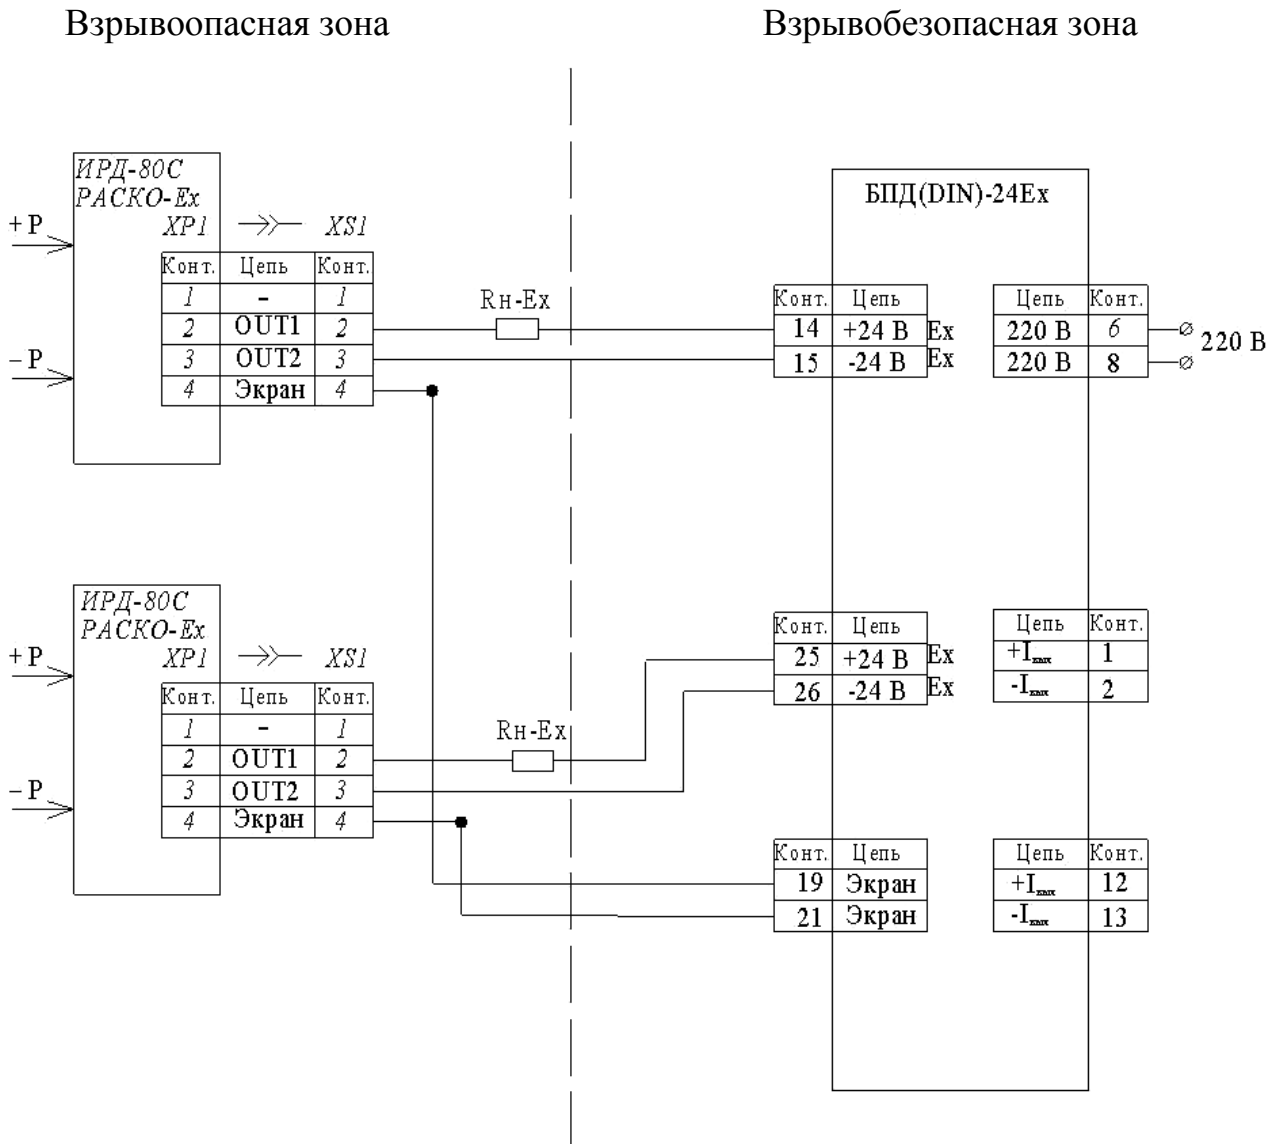 Взрывоопасная зона
Взрывобезопасная зона
ИРД-80С
РАСКО-Ex
+P
-P
XP1 XS1
Конт. Цепь Конт.
1 - 1
2 OUT1 2
3 OUT2 3
4 Экран 4
Rн-Ex
БПД(DIN)-24Ex
Конт. Цепь
14 +24 В Ex
15 -24 В Ex
Цепь Конт.
220 В 6
220 В 8
220 В
ИРД-80С
РАСКО-Ex
+P
-P
XP1 XS1
Конт. Цепь Конт.
1 - 1
2 OUT1 2
3 OUT2 3
4 Экран 4
Rн-Ex
Конт. Цепь
25 +24 В Ex
26 -24 В Ex
Цепь Конт.
+Iвых 1
-Iвых 2
Конт. Цепь
19 Экран
21 Экран
Цепь Конт.
+Iвых 12
-Iвых 13